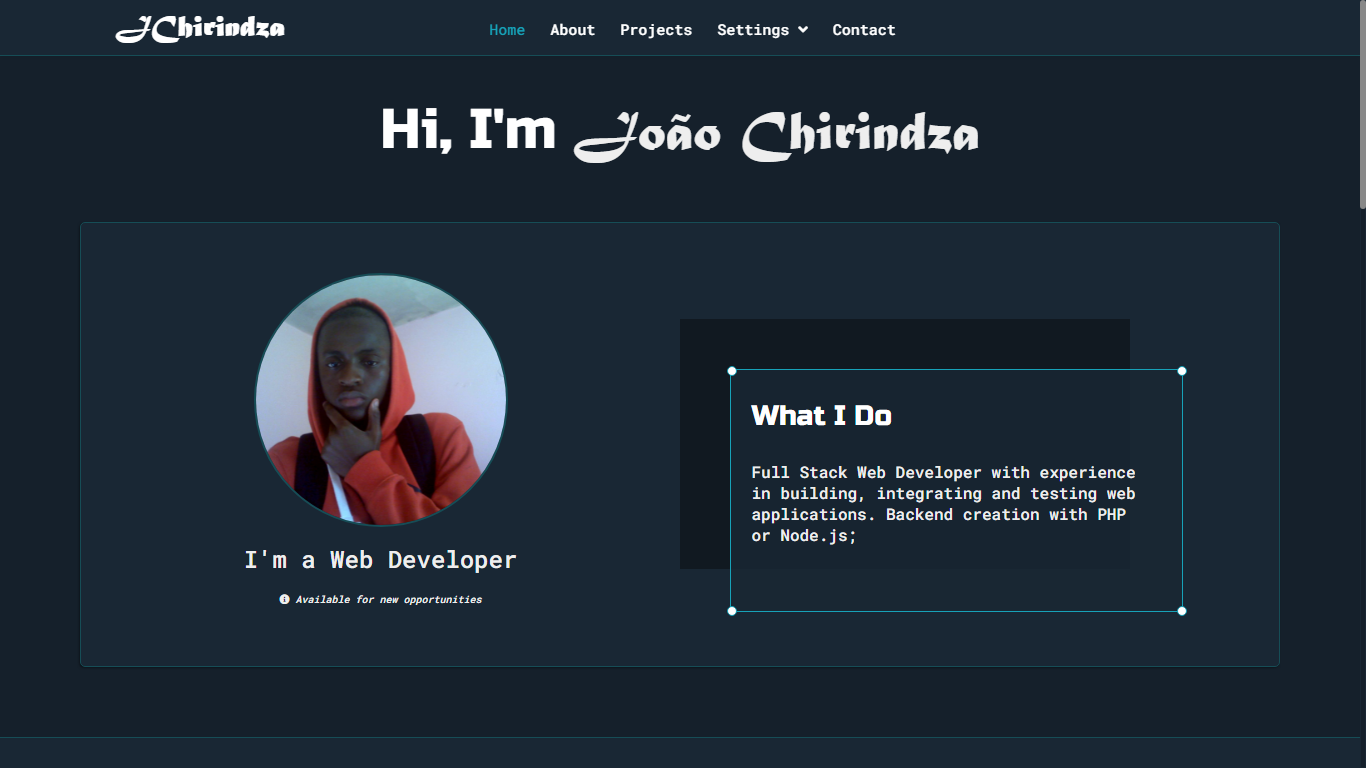 JChirindza
Home About Projects Settings Contact
Hi, I'm João Chirindza
I'm a Web Developer
Available for new opportunities
What I Do
Full Stack Web Developer with experience
in building, integrating and testing web
applications. Backend creation with PHP
or Node.js;